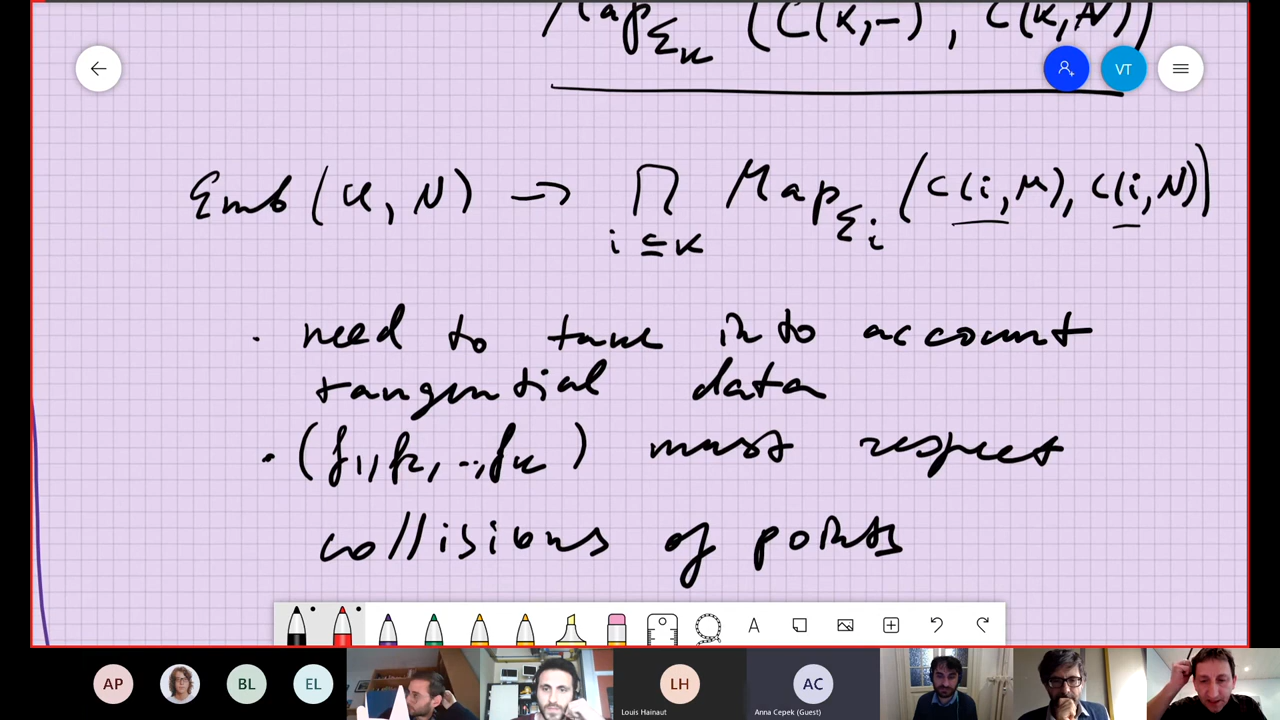 Map_{Σ_k} (C(k,-), C(k,N))
VT
Emb(M,N) → ∏_{i≤k} Map_{Σ_i} (C(i,M), C(i,N))
· need to take into account
tangential data
· (f_1, f_2, .., f_k) must respect
collisions of points
A
AP
BL
EL
LH
AC
Louis Hainaut
Anna Cepek (Guest)